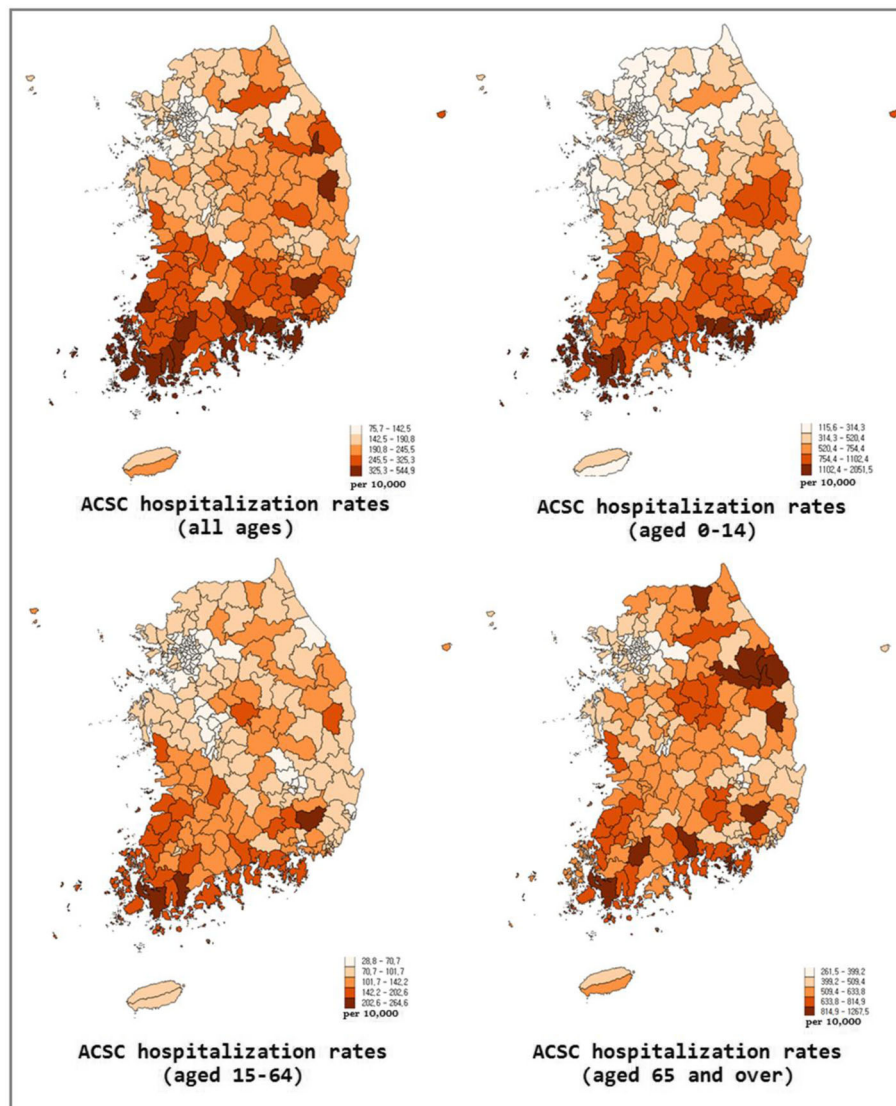 75,7 - 142,5
142,5 - 190,8
190,8 - 245,5
245,5 - 325,3
325,3 - 544,9
per 10,000
ACSC hospitalization rates
(all ages)
115,6 - 314,3
314,3 - 520,4
520,4 - 754,4
754,4 - 1102,4
1102,4 - 2051,5
per 10,000
ACSC hospitalization rates
(aged 0-14)
28,8 - 70,7
70,7 - 101,7
101,7 - 142,2
142,2 - 202,6
202,6 - 264,6
per 10,000
ACSC hospitalization rates
(aged 15-64)
261,5 - 399,2
399,2 - 509,4
509,4 - 633,8
633,8 - 814,9
814,9 - 1267,5
per 10,000
ACSC hospitalization rates
(aged 65 and over)